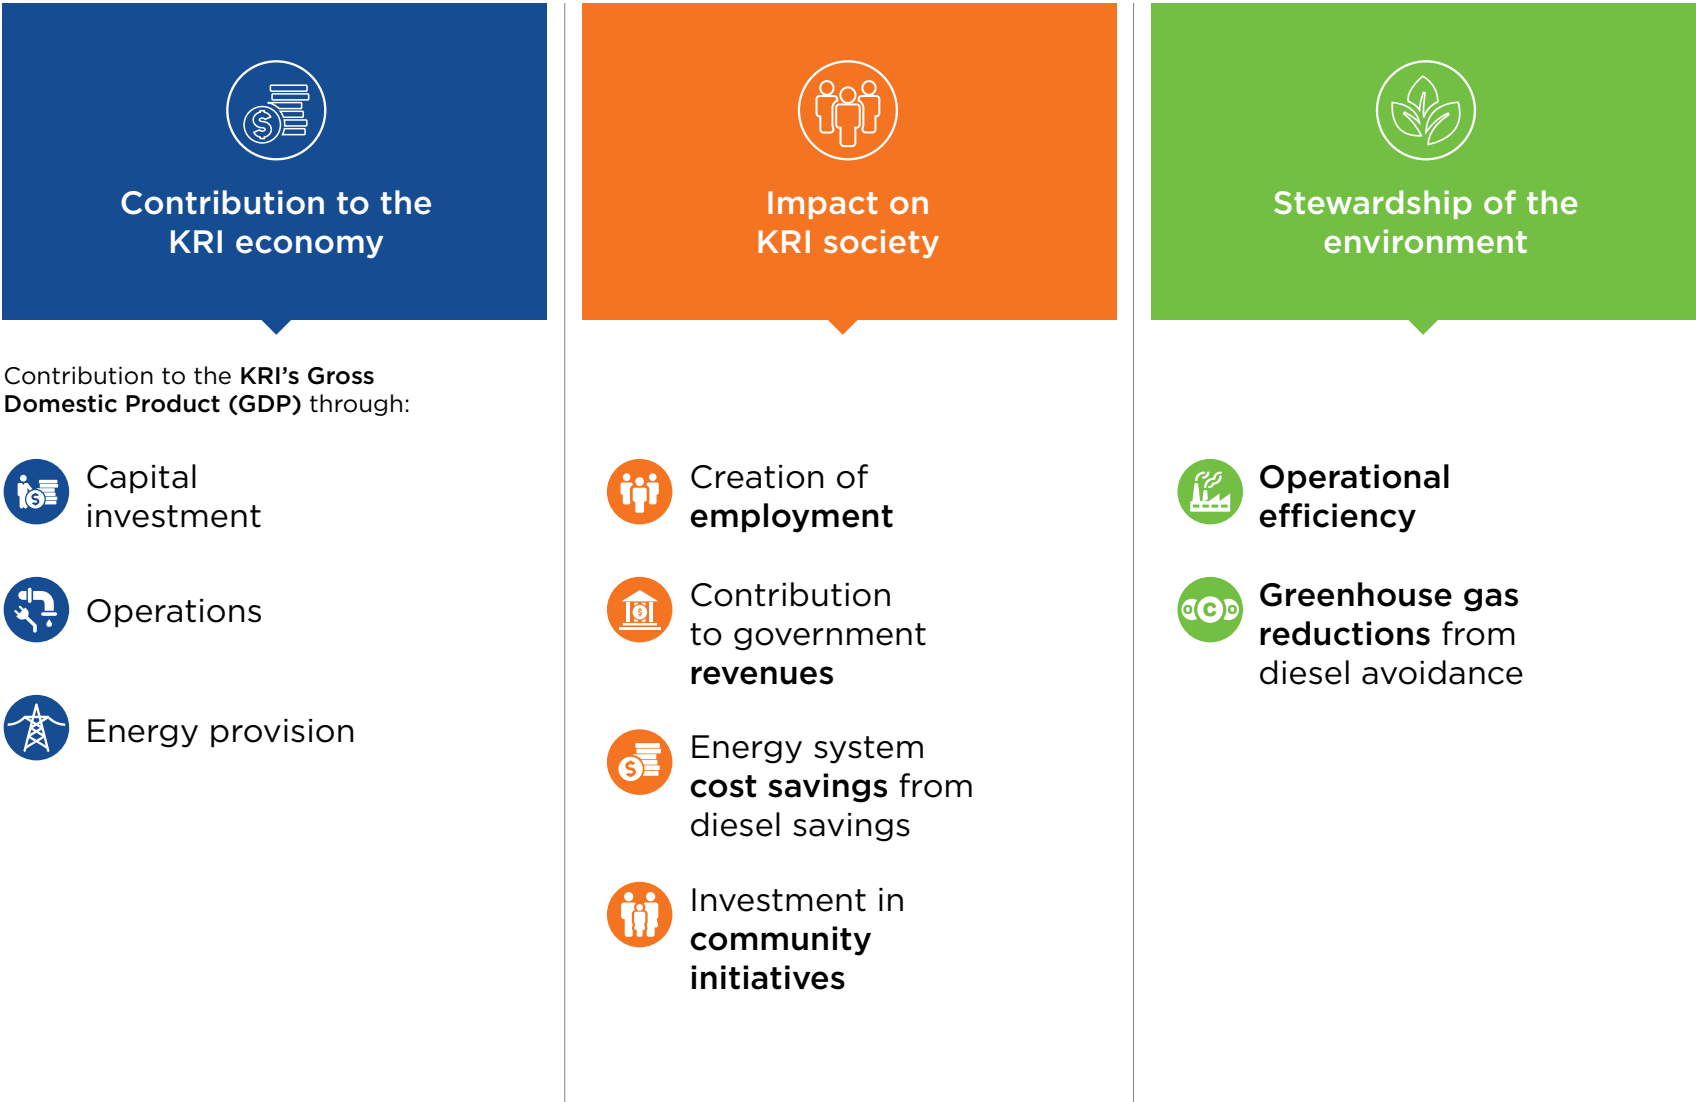 Contribution to the
KRI economy
Contribution to the KRI’s Gross
Domestic Product (GDP) through:
Capital
investment
Operations
Energy provision
Impact on
KRI society
Creation of
employment
Contribution
to government
revenues
Energy system
cost savings from
diesel savings
Investment in
community
initiatives
Stewardship of the
environment
Operational
efficiency
OCO
Greenhouse gas
reductions from
diesel avoidance